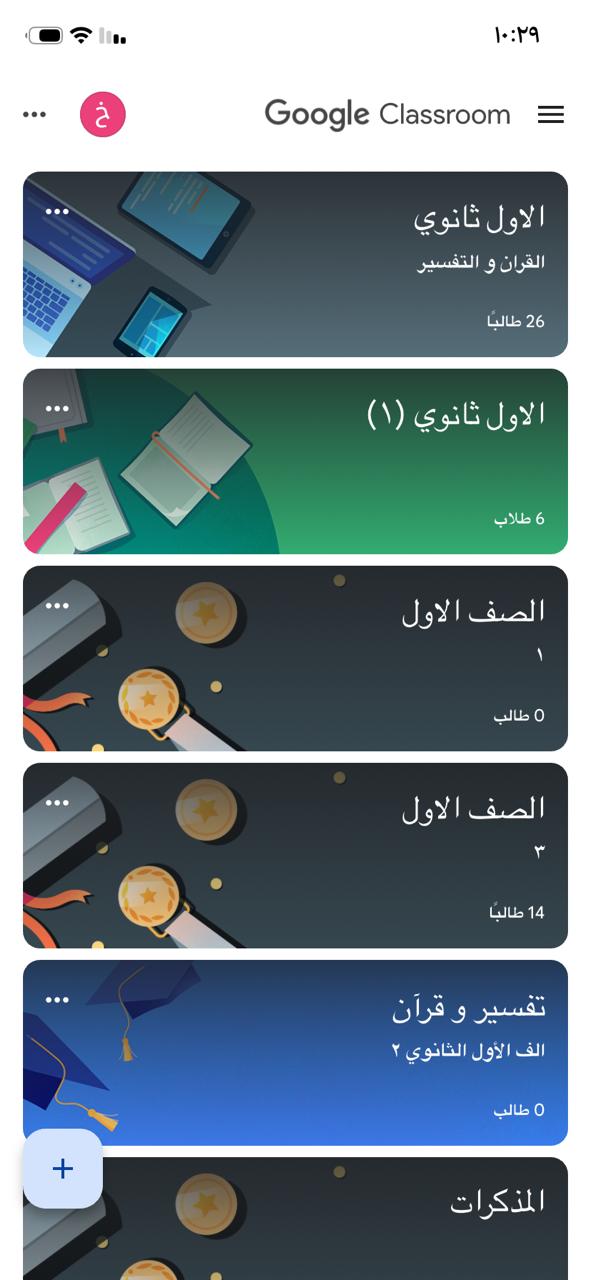 ١٠:٢٩
Google Classroom
خ
الاول ثانوي
القران و التفسير
26 طالبًا
الاول ثانوي (١)
6 طلاب
الصف الاول
١
0 طالب
الصف الاول
٣
14 طالبًا
تفسير و قرآن
الف الأول الثانوي ٢
0 طالب
المذكرات